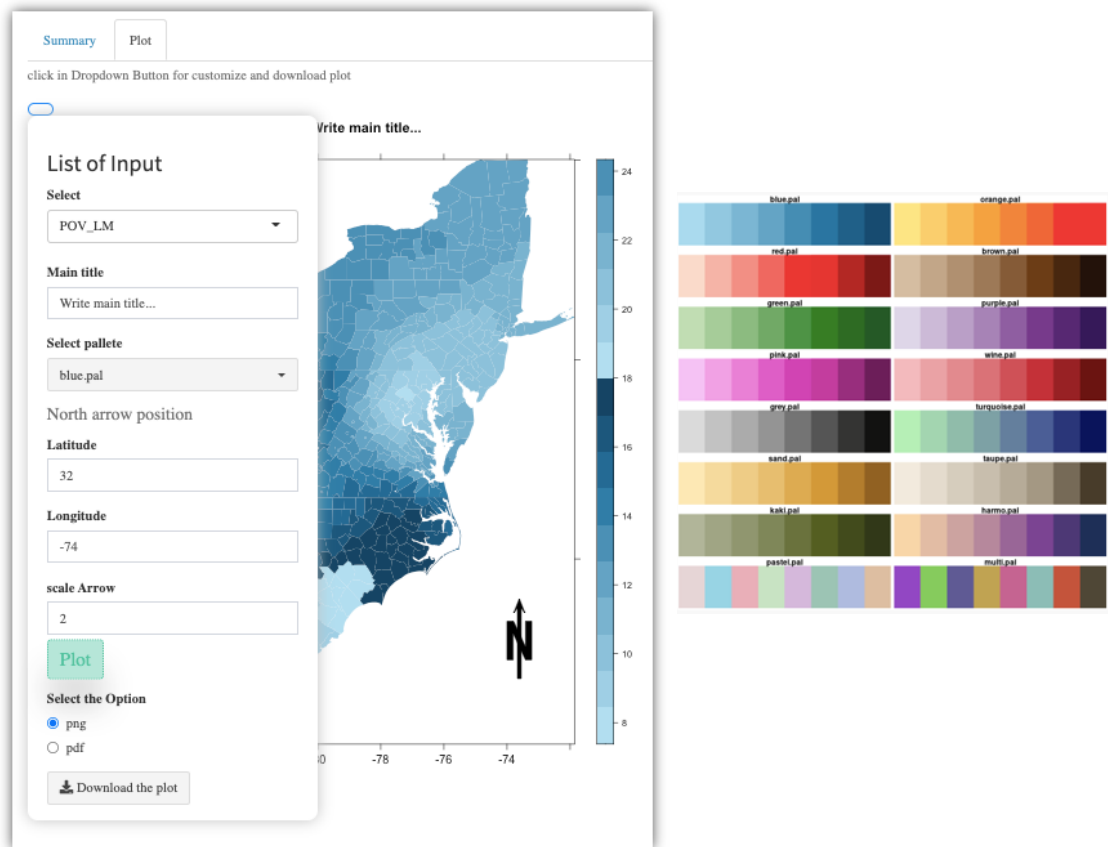 Summary Plot
click in Dropdown Button for customize and download plot
Write main title...
List of Input
Select
POV_LM
Main title
Write main title...
Select pallete
blue.pal
North arrow position
Latitude
32
Longitude
-74
scale Arrow
2
Plot
Select the Option
png
pdf
Download the plot
N
-78 -76 -74
24
22
20
18
16
14
12
10
8
blue.pal orange.pal
red.pal brown.pal
green.pal purple.pal
pink.pal wine.pal
grey.pal turquoise.pal
sand.pal taupe.pal
kaki.pal harmo.pal
pastel.pal multi.pal